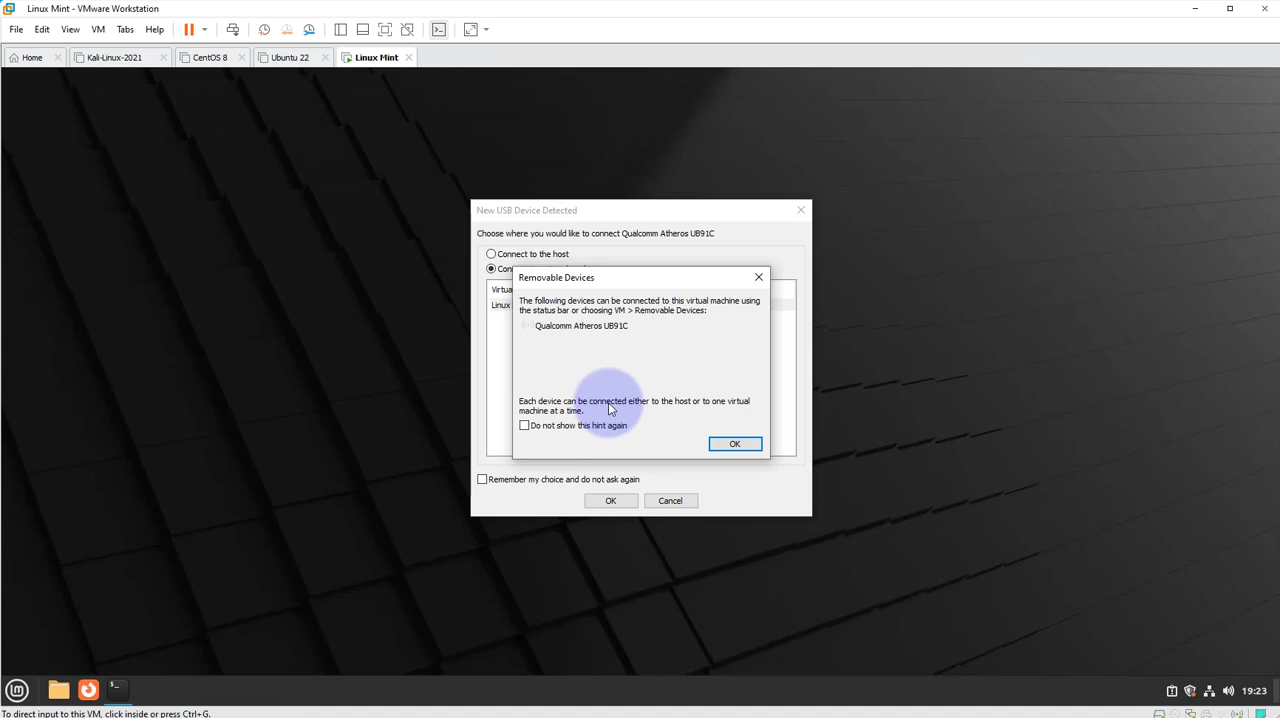 Linux Mint - VMware Workstation
File Edit View VM Tabs Help
Home Kali-Linux-2021 CentOS 8 Ubuntu 22 Linux Mint
New USB Device Detected
Choose where you would like to connect Qualcomm Atheros UB91C
Connect to the host
Virtua
Linux
Removable Devices
The following devices can be connected to this virtual machine using
the status bar or choosing VM > Removable Devices:
Qualcomm Atheros UB91C
Each device can be connected either to the host or to one virtual
machine at a time.
Do not show this hint again
OK
Remember my choice and do not ask again
OK Cancel
lm $_ 19:23
To direct input to this VM, click inside or press Ctrl+G.